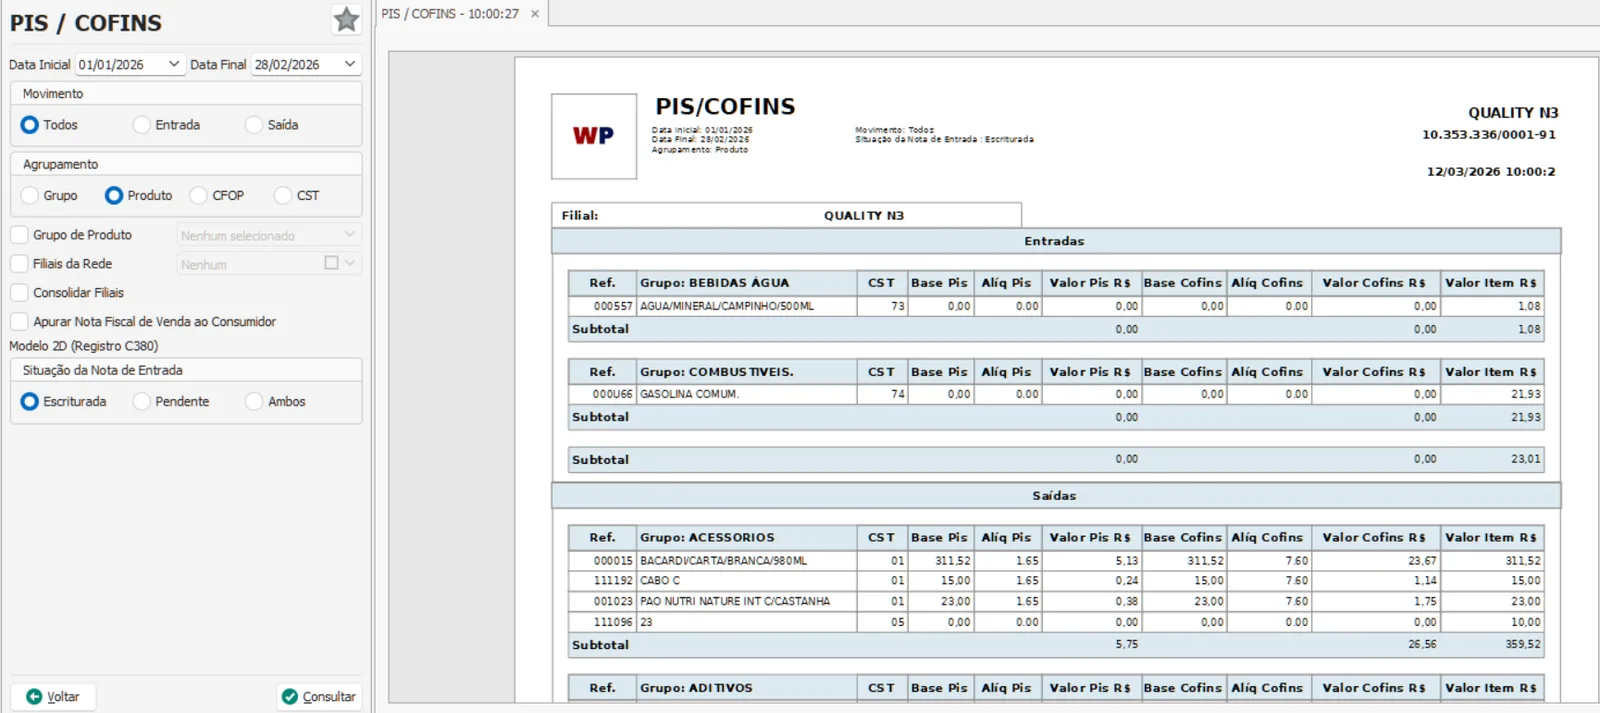 PIS / COFINS
Data Inicial 01/01/2026 Data Final 28/02/2026
Movimento
Todos Entrada Saída
Agrupamento
Grupo Produto CFOP CST
Grupo de Produto Nenhum selecionado
Filiais da Rede Nenhum
Consolidar Filiais
Apurar Nota Fiscal de Venda ao Consumidor
Modelo 2D (Registro C380)
Situação da Nota de Entrada
Escriturada Pendente Ambos
Voltar Consultar
PIS / COFINS - 10:00:27 ×
WP
PIS/COFINS
Data Inicial: 01/01/2026 Movimento: Todos
Data Final: 28/02/2026 Situação da Nota de Entrada : Escriturada
Agrupamento: Produto
QUALITY N3
10.353.336/0001-91
12/03/2026 10:00:2
Filial: QUALITY N3
Entradas
Ref. Grupo: BEBIDAS ÁGUA CST Base Pis Alíq Pis Valor Pis R$ Base Cofins Alíq Cofins Valor Cofins R$ Valor Item R$
000557 AGUA/MINERAL/CAMPINHO/500ML 73 0,00 0.00 0,00 0,00 0.00 0,00 1,08
Subtotal 0,00 0,00 1,08
Ref. Grupo: COMBUSTIVEIS. CST Base Pis Alíq Pis Valor Pis R$ Base Cofins Alíq Cofins Valor Cofins R$ Valor Item R$
000U66 GASOLINA COMUM. 74 0,00 0.00 0,00 0,00 0.00 0,00 21,93
Subtotal 0,00 0,00 21,93
Subtotal 0,00 0,00 23,01
Saídas
Ref. Grupo: ACESSORIOS CST Base Pis Alíq Pis Valor Pis R$ Base Cofins Alíq Cofins Valor Cofins R$ Valor Item R$
000015 BACARDI/CARTA/BRANCA/980ML 01 311,52 1.65 5,13 311,52 7.60 23,67 311,52
111192 CABO C 01 15,00 1.65 0,24 15,00 7.60 1,14 15,00
001023 PAO NUTRI NATURE INT C/CASTANHA 01 23,00 1.65 0,38 23,00 7.60 1,75 23,00
111096 23 05 0,00 0.00 0,00 0,00 0.00 0,00 10,00
Subtotal 5,75 26,56 359,52
Ref. Grupo: ADITIVOS CST Base Pis Alíq Pis Valor Pis R$ Base Cofins Alíq Cofins Valor Cofins R$ Valor Item R$